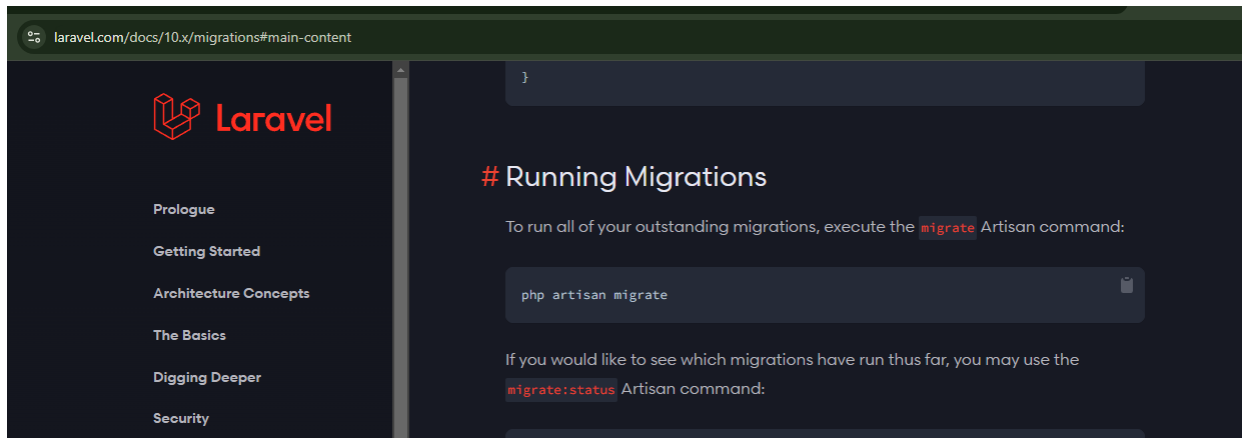 laravel.com/docs/10.x/migrations#main-content
Laravel
Prologue
Getting Started
Architecture Concepts
The Basics
Digging Deeper
Security
}
# Running Migrations
To run all of your outstanding migrations, execute the migrate Artisan command:
php artisan migrate
If you would like to see which migrations have run thus far, you may use the
migrate:status Artisan command: